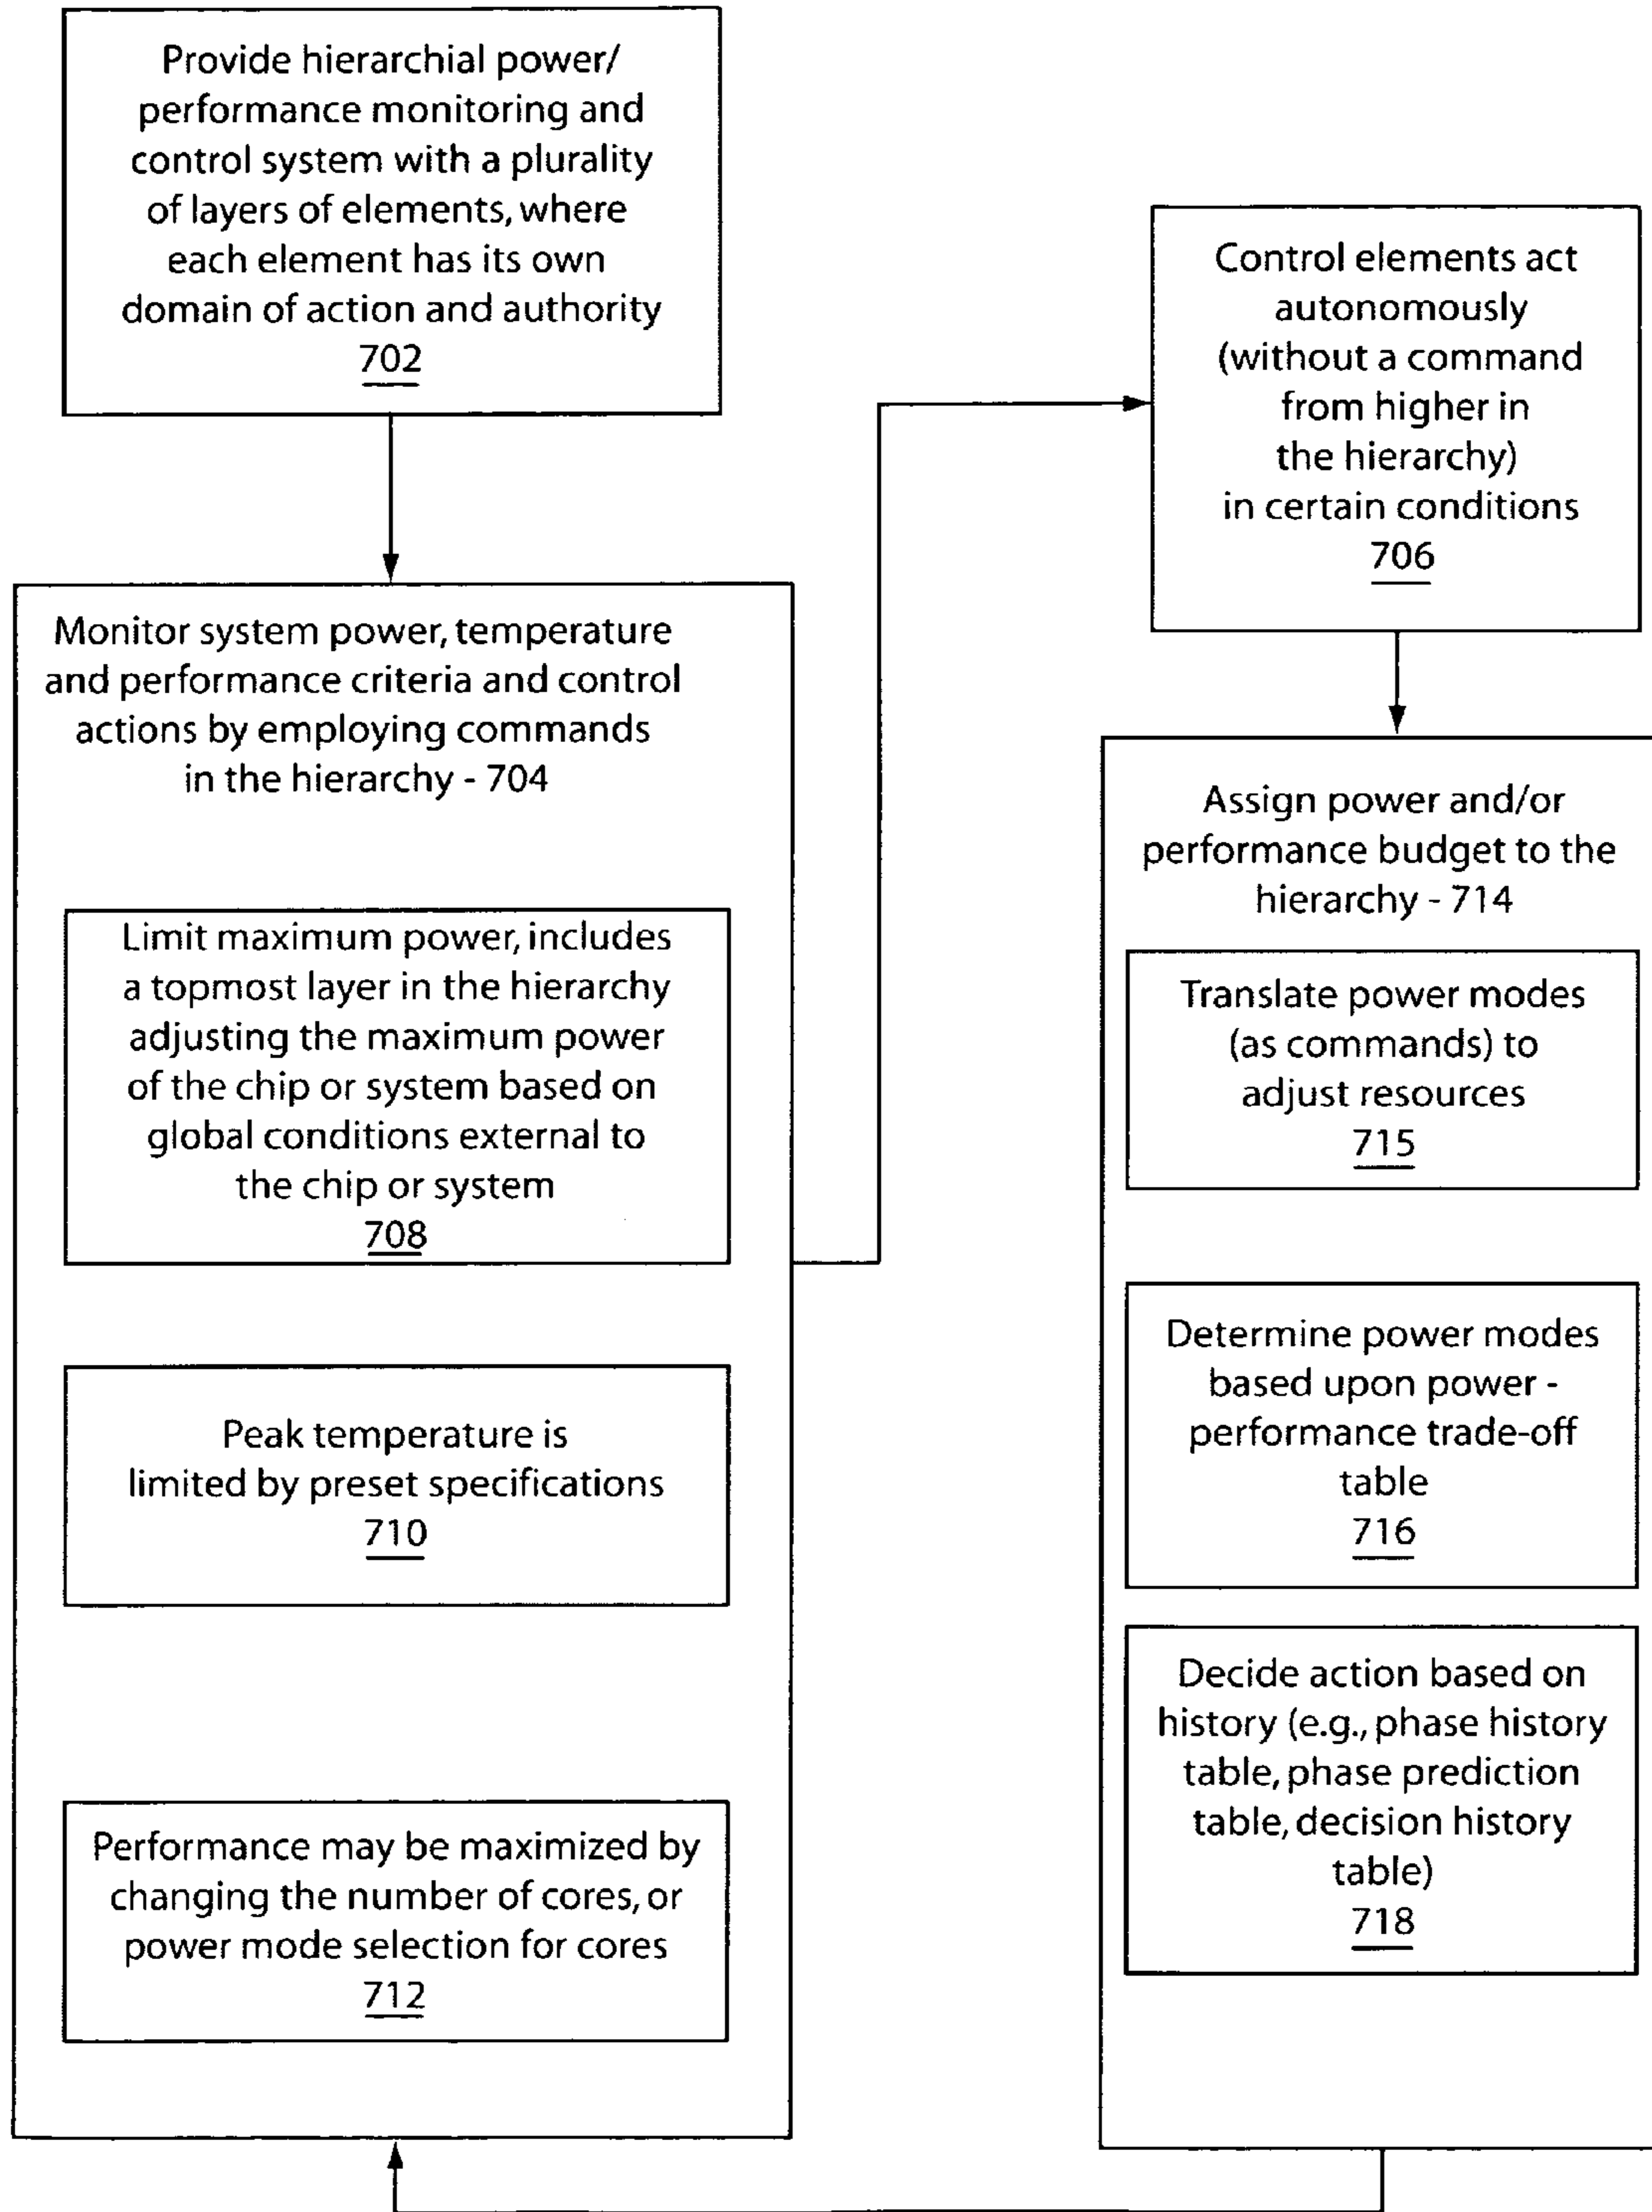 Provide hierarchial power/
performance monitoring and
control system with a plurality
of layers of elements, where
each element has its own
domain of action and authority
702
Monitor system power, temperature
and performance criteria and control
actions by employing commands
in the hierarchy - 704
Limit maximum power, includes
a topmost layer in the hierarchy
adjusting the maximum power
of the chip or system based on
global conditions external to
the chip or system
708
Peak temperature is
limited by preset specifications
710
Performance may be maximized by
changing the number of cores, or
power mode selection for cores
712
Control elements act
autonomously
(without a command
from higher in
the hierarchy)
in certain conditions
706
Assign power and/or
performance budget to the
hierarchy - 714
Translate power modes
(as commands) to
adjust resources
715
Determine power modes
based upon power -
performance trade-off
table
716
Decide action based on
history (e.g., phase history
table, phase prediction
table, decision history
table)
718